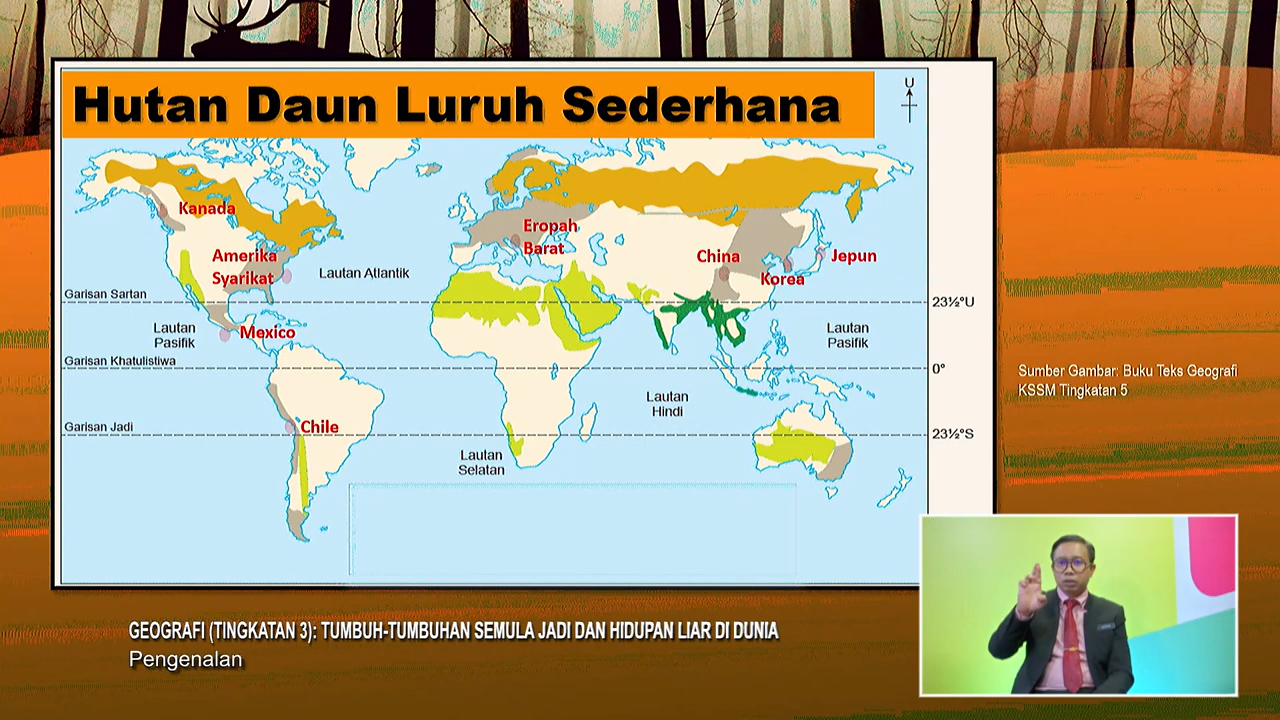 Hutan Daun Luruh Sederhana
U
Kanada
Eropah
Barat
Amerika
Syarikat
China
Jepun
Korea
Lautan Atlantik
Garisan Sartan
23½°U
Lautan
Pasifik
Mexico
Lautan
Pasifik
Garisan Khatulistiwa
0°
Sumber Gambar: Buku Teks Geografi
KSSM Tingkatan 5
Lautan
Hindi
Garisan Jadi
Chile
23½°S
Lautan
Selatan
GEOGRAFI (TINGKATAN 3): TUMBUH-TUMBUHAN SEMULA JADI DAN HIDUPAN LIAR DI DUNIA
Pengenalan